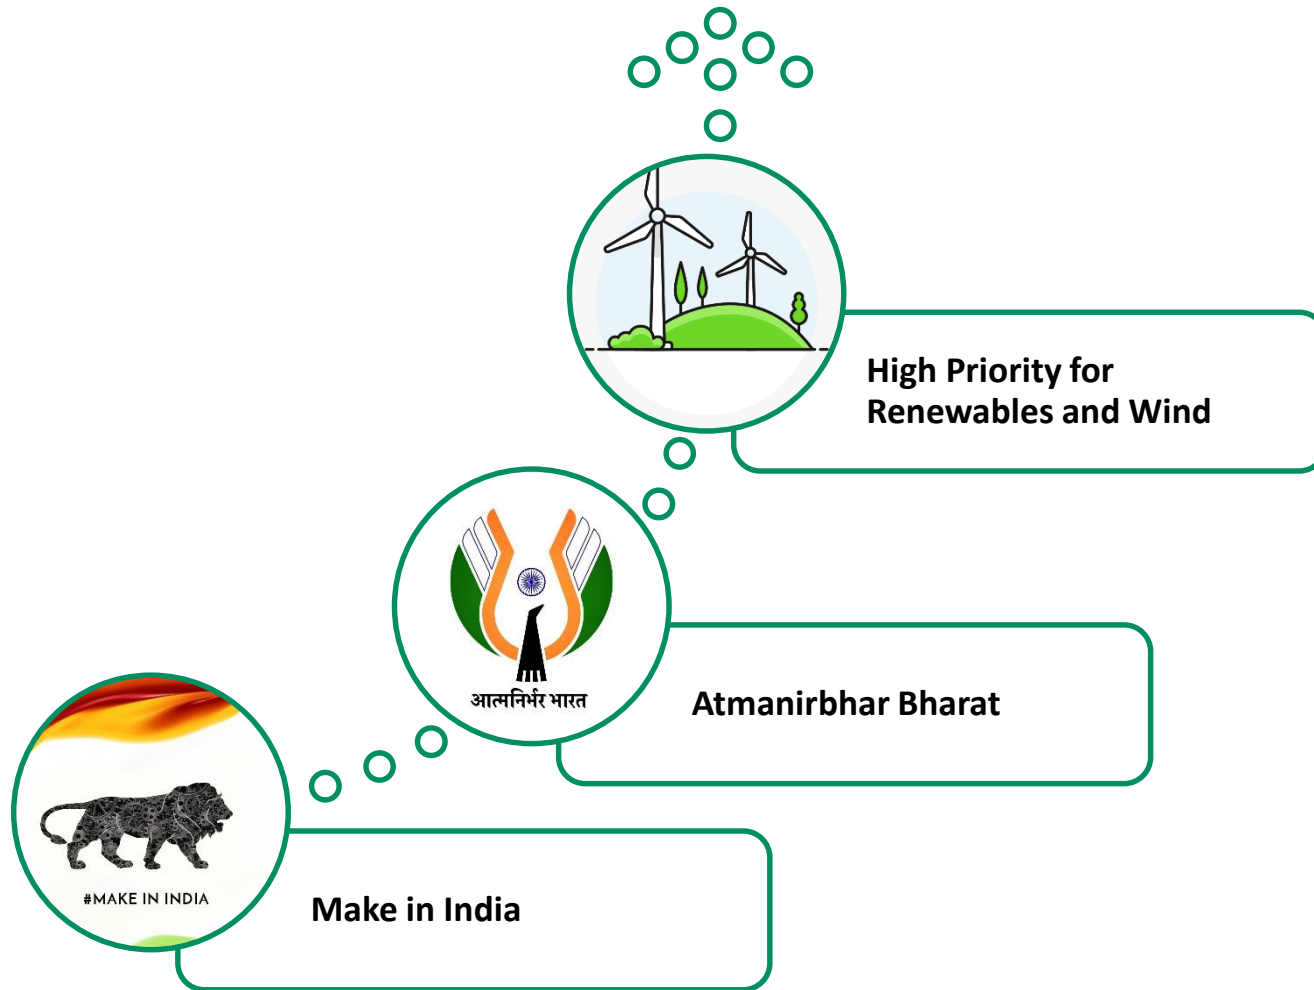 High Priority for
Renewables and Wind
आत्मनिर्भर भारत
Atmanirbhar Bharat
#MAKE IN INDIA
Make in India